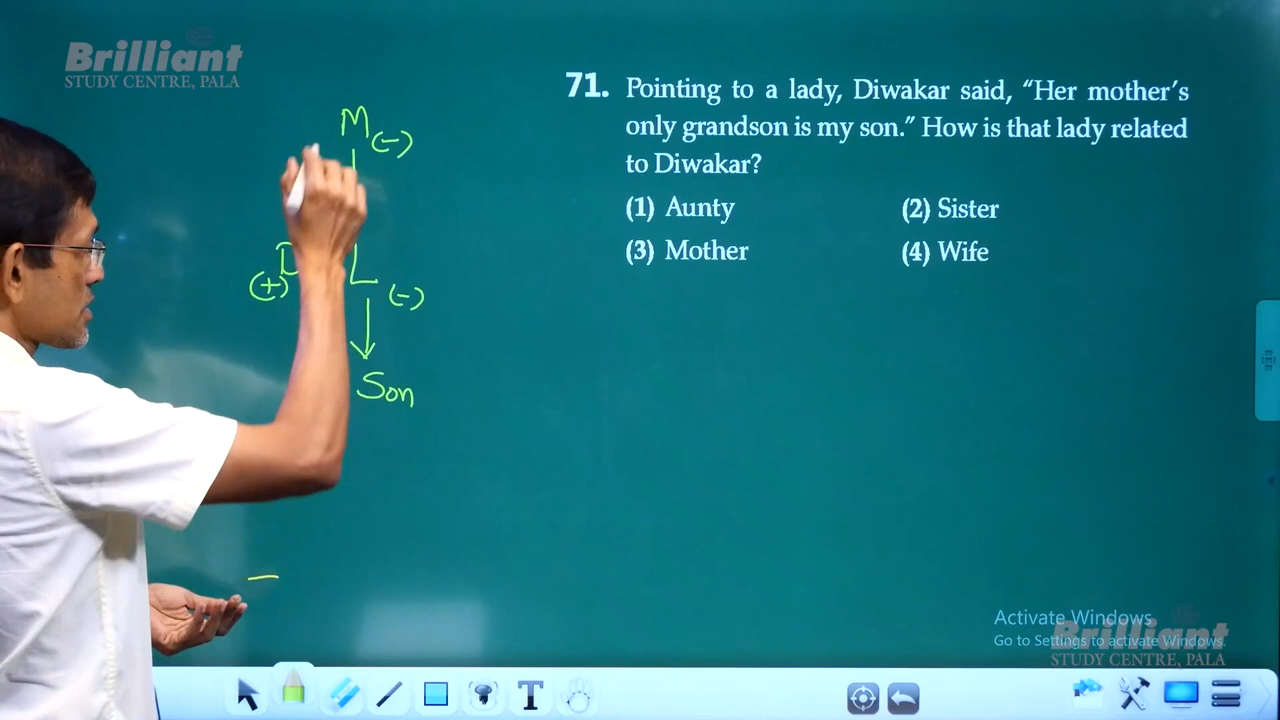 Brilliant
STUDY CENTRE, PALA
71. Pointing to a lady, Diwakar said, “Her mother’s
only grandson is my son.” How is that lady related
to Diwakar?
(1) Aunty (2) Sister
(3) Mother (4) Wife
M (-)
D (+) L (-)
Son
Activate Windows
Go to Settings to activate Windows.
Brilliant
STUDY CENTRE, PALA
T